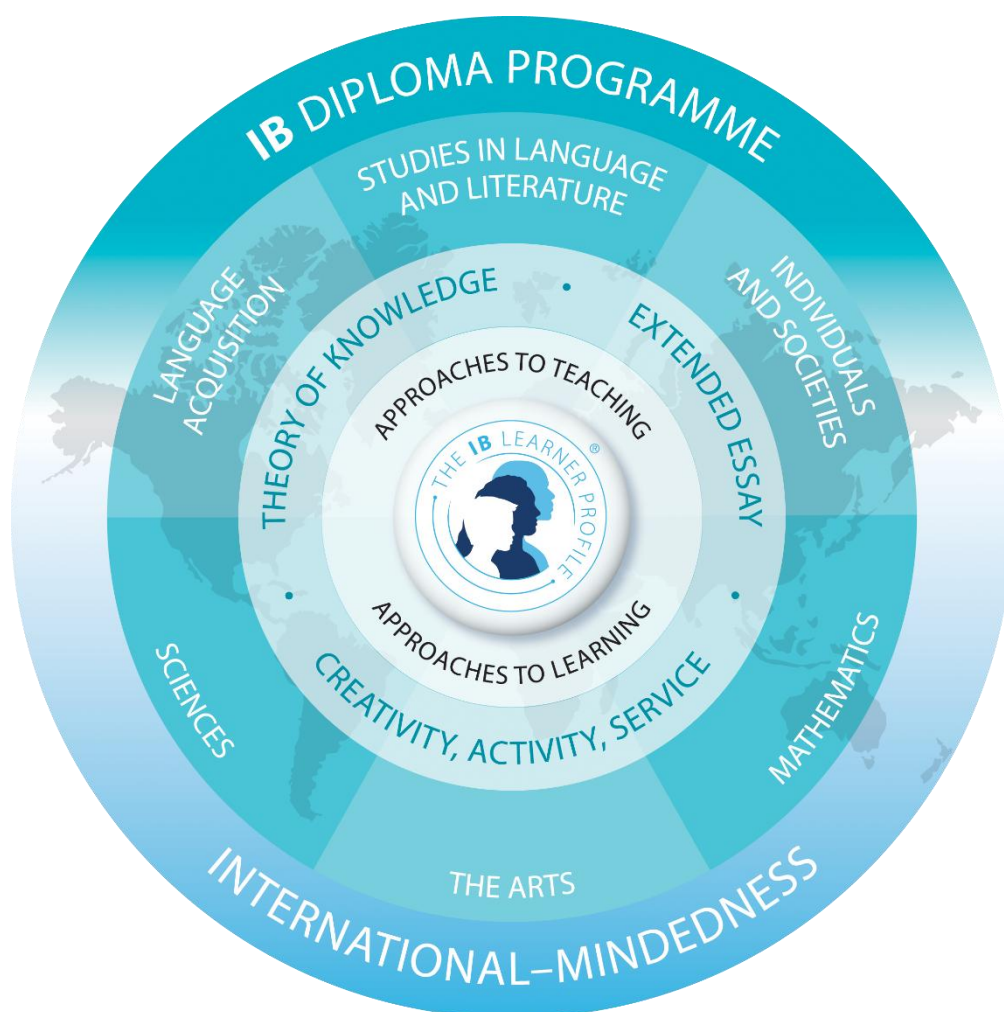 IB DIPLOMA PROGRAMME
STUDIES IN LANGUAGE
AND LITERATURE
LANGUAGE
ACQUISITION
INDIVIDUALS
AND SOCIETIES
THEORY OF KNOWLEDGE
•
EXTENDED ESSAY
•
APPROACHES TO TEACHING
THE IB LEARNER PROFILE ®
APPROACHES TO LEARNING
•
CREATIVITY, ACTIVITY, SERVICE
SCIENCES
MATHEMATICS
THE ARTS
INTERNATIONAL–MINDEDNESS